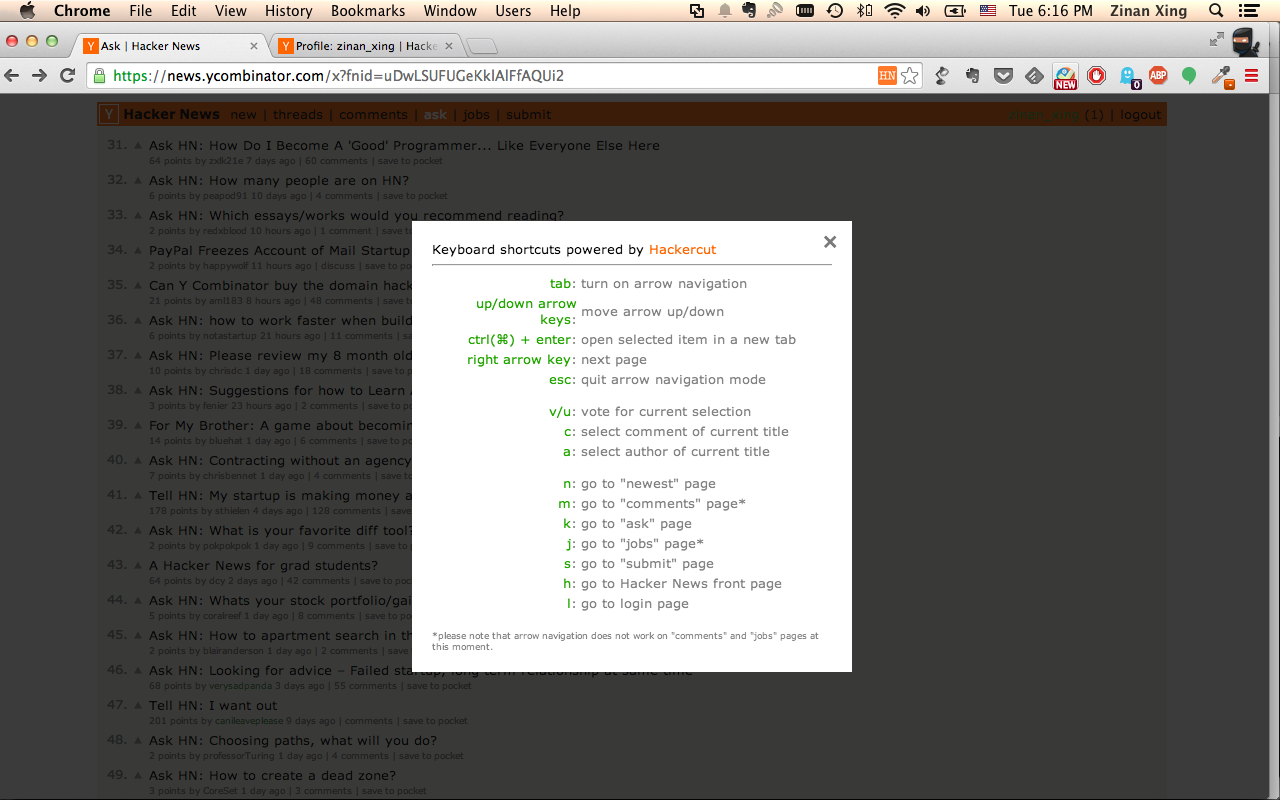 Chrome File Edit View History Bookmarks Window Users Help Tue 6:16 PM Zinan Xing
Ask | Hacker News
Profile: zinan_xing | Hacke
https://news.ycombinator.com/x?fnid=uDwLSUFUGeKklAlFfAQUi2
HN
NEW
0
ABP
Y Hacker News new | threads | comments | ask | jobs | submit zinan_xing (1) | logout
31. Ask HN: How Do I Become A 'Good' Programmer... Like Everyone Else Here
64 points by zxlk21e 7 days ago | 60 comments | save to pocket
32. Ask HN: How many people are on HN?
6 points by peapod91 10 days ago | 4 comments | save to pocket
33. Ask HN: Which essays/works would you recommend reading?
2 points by redxblood 10 hours ago | 1 comment | save to po
34. PayPal Freezes Account of Mail Startup
2 points by happywolf 11 hours ago | discuss | save to po
35. Can Y Combinator buy the domain hack
21 points by aml183 8 hours ago | 48 comments | save to
36. Ask HN: how to work faster when build
6 points by notastartup 21 hours ago | 11 comments | sav
37. Ask HN: Please review my 8 month old
10 points by chrisdc 1 day ago | 18 comments | save to po
38. Ask HN: Suggestions for how to Learn
3 points by fenier 23 hours ago | 2 comments | save to p
39. For My Brother: A game about becomin
14 points by bluehat 1 day ago | 6 comments | save to po
40. Ask HN: Contracting without an agency
7 points by chrisbennet 1 day ago | 4 comments | save to
41. Tell HN: My startup is making money a
178 points by sthielen 4 days ago | 128 comments | save
42. Ask HN: What is your favorite diff tool?
2 points by pokpokpok 1 day ago | 9 comments | save to p
43. A Hacker News for grad students?
64 points by dcy 2 days ago | 42 comments | save to pock
44. Ask HN: Whats your stock portfolio/gai
5 points by coralreef 1 day ago | 8 comments | save to po
45. Ask HN: How to apartment search in th
2 points by blairanderson 1 day ago | 2 comments | save t
46. Ask HN: Looking for advice – Failed startup, long term relationship at same time
68 points by verysadpanda 3 days ago | 55 comments | save to pocket
47. Tell HN: I want out
201 points by canileaveplease 9 days ago | comments | save to pocket
48. Ask HN: Choosing paths, what will you do?
2 points by professorTuring 1 day ago | 4 comments | save to pocket
49. Ask HN: How to create a dead zone?
3 points by CoreSet 1 day ago | 3 comments | save to pocket
Keyboard shortcuts powered by Hackercut
tab: turn on arrow navigation
up/down arrow keys: move arrow up/down
ctrl(⌘) + enter: open selected item in a new tab
right arrow key: next page
esc: quit arrow navigation mode
v/u: vote for current selection
c: select comment of current title
a: select author of current title
n: go to "newest" page
m: go to "comments" page*
k: go to "ask" page
j: go to "jobs" page*
s: go to "submit" page
h: go to Hacker News front page
l: go to login page
*please note that arrow navigation does not work on "comments" and "jobs" pages at
this moment.